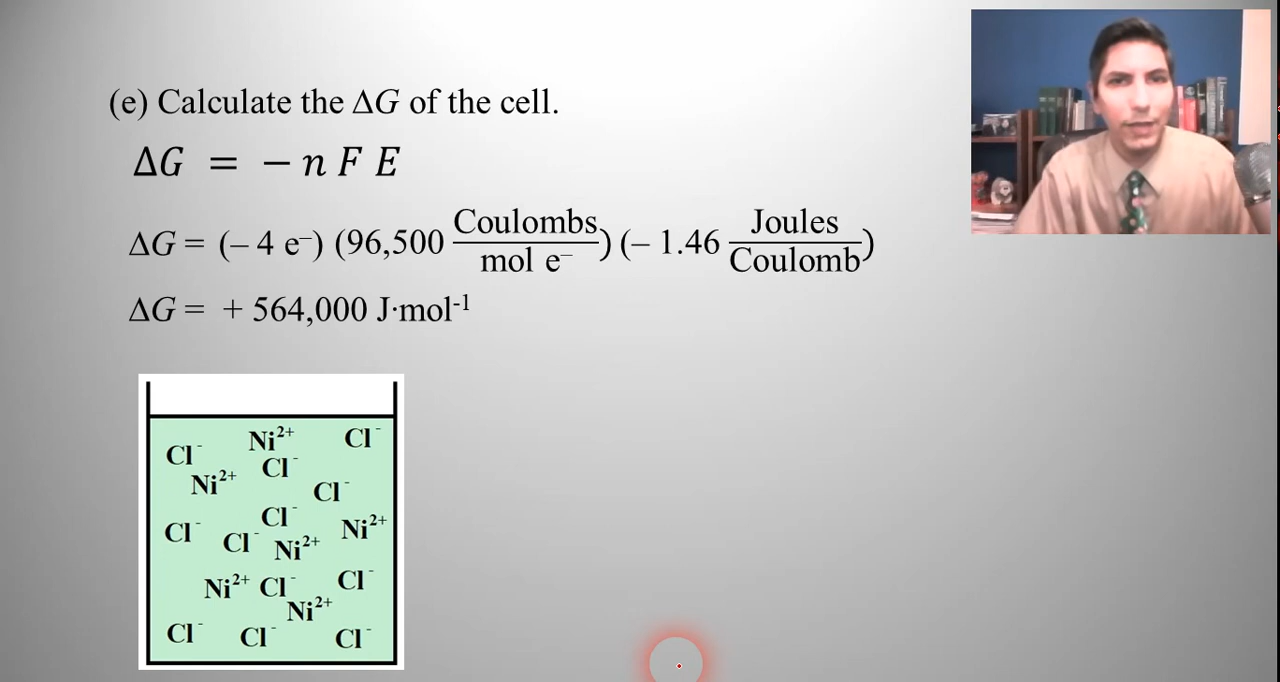 (e) Calculate the ΔG of the cell.
ΔG = − n F E
ΔG = (– 4 e⁻) (96,500 Coulombs/mol e⁻) (– 1.46 Joules/Coulomb)
ΔG = + 564,000 J·mol⁻¹
Cl⁻ Ni²⁺ Cl⁻
Cl⁻
Ni²⁺ Cl⁻
Cl⁻
Cl⁻ Cl⁻ Ni²⁺ Ni²⁺
Ni²⁺ Cl⁻ Cl⁻
Ni²⁺
Cl⁻ Cl⁻ Cl⁻